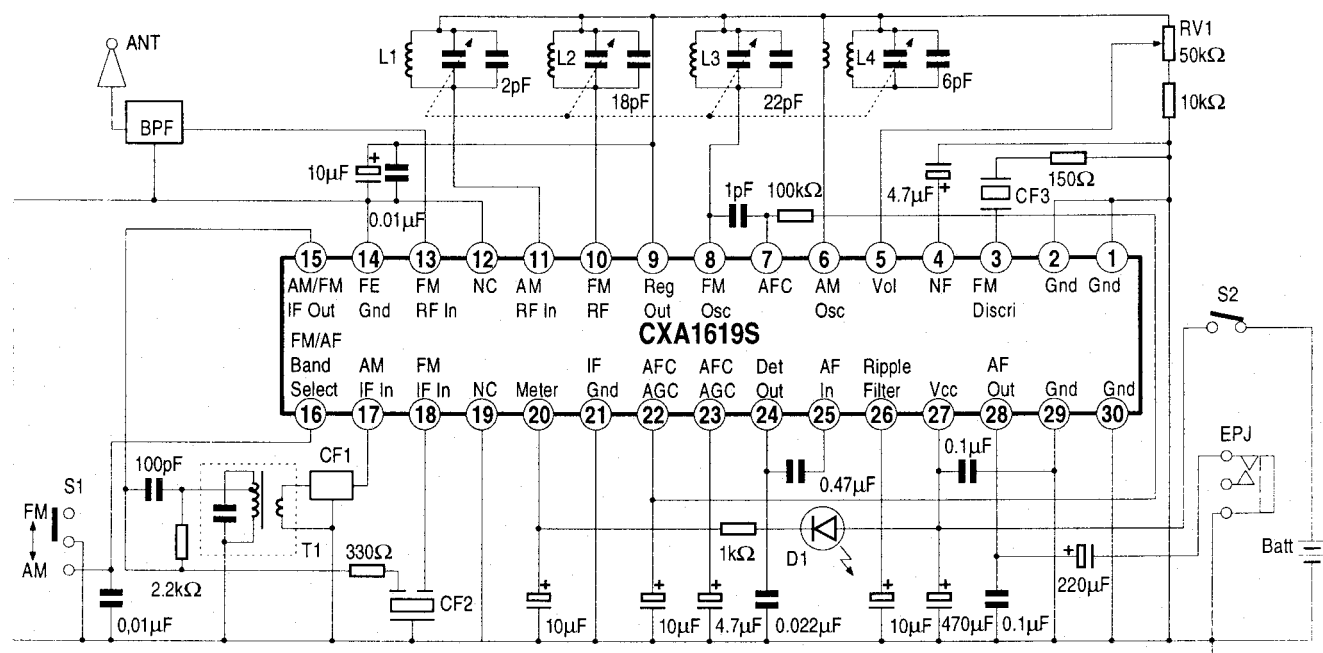 ANT
BPF
L1
2pF
L2
18pF
L3
22pF
L4
6pF
RV1
50kΩ
10kΩ
10µF
+
0.01µF
1pF
100kΩ
4.7µF
+
CF3
150Ω
15 14 13 12 11 10 9 8 7 6 5 4 3 2 1
AM/FM IF Out
FE Gnd
FM RF In
NC
AM RF In
FM RF
Reg Out
FM Osc
AFC
AM Osc
Vol
NF
FM Discri
Gnd
Gnd
CXA1619S
FM/AF Band Select
AM IF In
FM IF In
NC
Meter
IF Gnd
AFC AGC
AFC AGC
Det Out
AF In
Ripple Filter
Vcc
AF Out
Gnd
Gnd
16 17 18 19 20 21 22 23 24 25 26 27 28 29 30
S2
EPJ
Batt
S1
FM
AM
100pF
2.2kΩ
T1
CF1
330Ω
CF2
0,01µF
0.47µF
0.1µF
1kΩ
D1
+
220µF
+
10µF
+
10µF
+
4.7µF
0.022µF
+
10µF
+
470µF
0.1µF